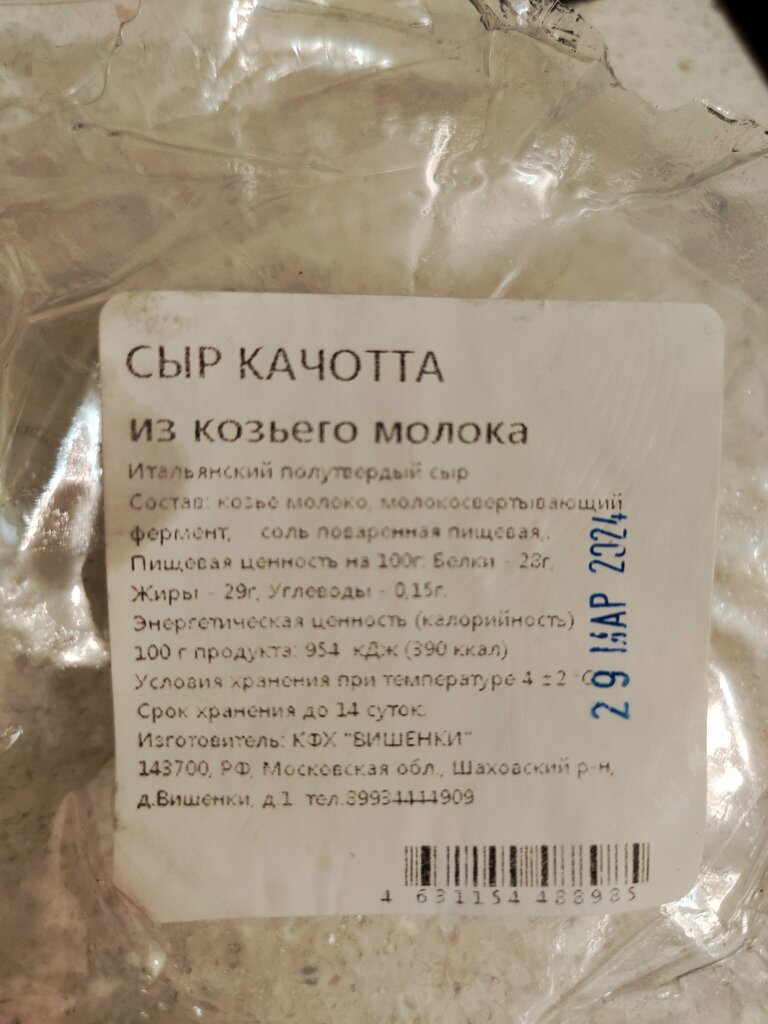 СЫР КАЧОТТА
из козьего молока
Итальянский полутвердый сыр
Состав: козье молоко, молокосвертывающий
фермент, соль поваренная пищевая,.
Пищевая ценность на 100г: Белки - 23г,
Жиры - 29г, Углеводы - 0,15г.
Энергетическая ценность (калорийность)
100 г продукта: 954 кДж (390 ккал)
Условия хранения при температуре 4 ±2 °С
Срок хранения до 14 суток.
Изготовитель: КФХ "ВИШЕНКИ"
143700, РФ, Московская обл., Шаховский р-н,
д.Вишенки, д.1 тел.89934444909
29 МАР 2024
4 631154 488985